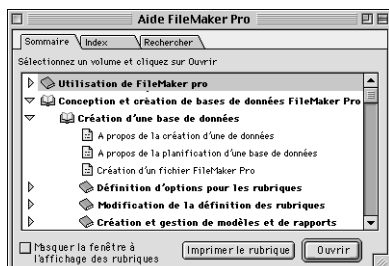 Aide FileMaker Pro
Sommaire Index Rechercher
Sélectionnez un volume et cliquez sur Ouvrir
Utilisation de FileMaker pro
Conception et crèation de bases de données FileMaker Pro
Création d'une base de données
A propos de la création d'une de données
A propos de la planification d'une base de données
Création d'un fichier FileMaker Pro
Définition d'options pour les rubriques
Modification de la définition des rubriques
Création et gestion de modèles et de rapports
Masquer la fenêtre à
l'affichage des rubriques
Imprimer le rubrique Ouvrir